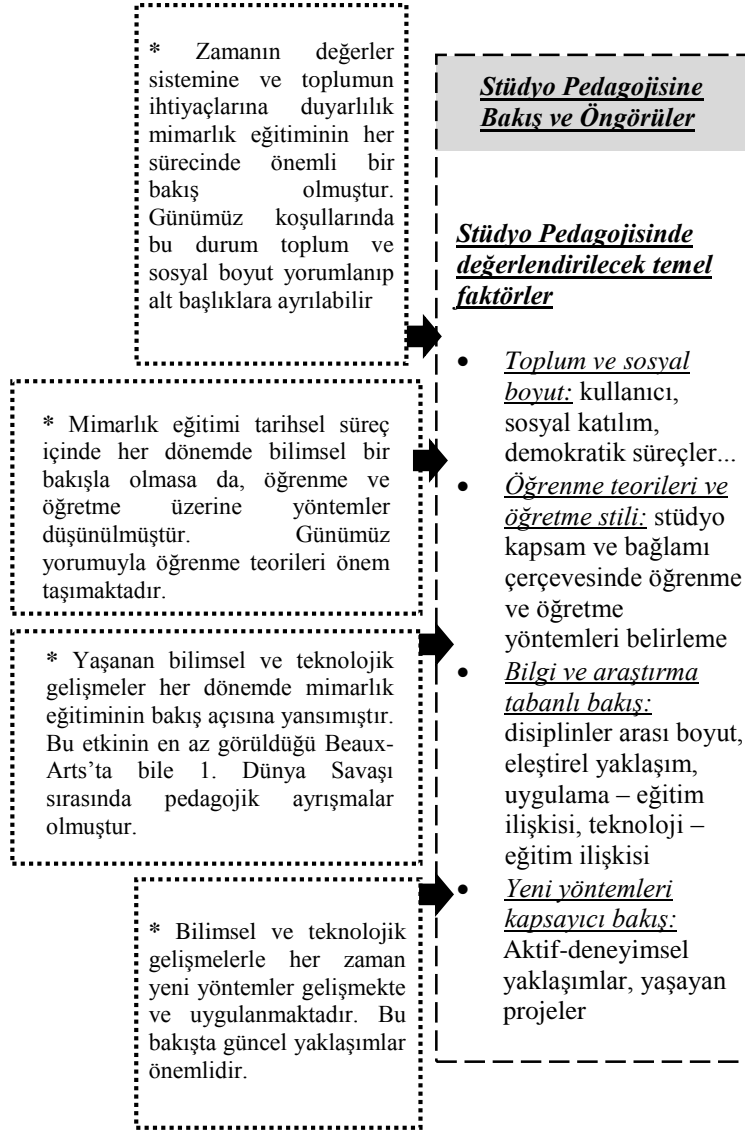 * Zamanın değerler
sistemine ve toplumun
ihtiyaçlarına duyarlılık
mimarlık eğitiminin her
sürecinde önemli bir
bakış olmuştur.
Günümüz koşullarında
bu durum toplum ve
sosyal boyut yorumlanıp
alt başlıklara ayrılabilir
* Mimarlık eğitimi tarihsel süreç
içinde her dönemde bilimsel bir
bakışla olmasa da, öğrenme ve
öğretme üzerine yöntemler
düşünülmüştür. Günümüz
yorumuyla öğrenme teorileri önem
taşımaktadır.
* Yaşanan bilimsel ve teknolojik
gelişmeler her dönemde mimarlık
eğitiminin bakış açısına yansımıştır.
Bu etkinin en az görüldüğü Beaux-
Arts’ta bile 1. Dünya Savaşı
sırasında pedagojik ayrışmalar
olmuştur.
* Bilimsel ve teknolojik
gelişmelerle her zaman
yeni yöntemler gelişmekte
ve uygulanmaktadır. Bu
bakışta güncel yaklaşımlar
önemlidir.
Stüdyo Pedagojisine
Bakış ve Öngörüler
Stüdyo Pedagojisinde
değerlendirilecek temel
faktörler
• Toplum ve sosyal
boyut: kullanıcı,
sosyal katılım,
demokratik süreçler...
• Öğrenme teorileri ve
öğretme stili: stüdyo
kapsam ve bağlamı
çerçevesinde öğrenme
ve öğretme
yöntemleri belirleme
• Bilgi ve araştırma
tabanlı bakış:
disiplinler arası boyut,
eleştirel yaklaşım,
uygulama – eğitim
ilişkisi, teknoloji –
eğitim ilişkisi
• Yeni yöntemleri
kapsayıcı bakış:
Aktif-deneyimsel
yaklaşımlar, yaşayan
projeler